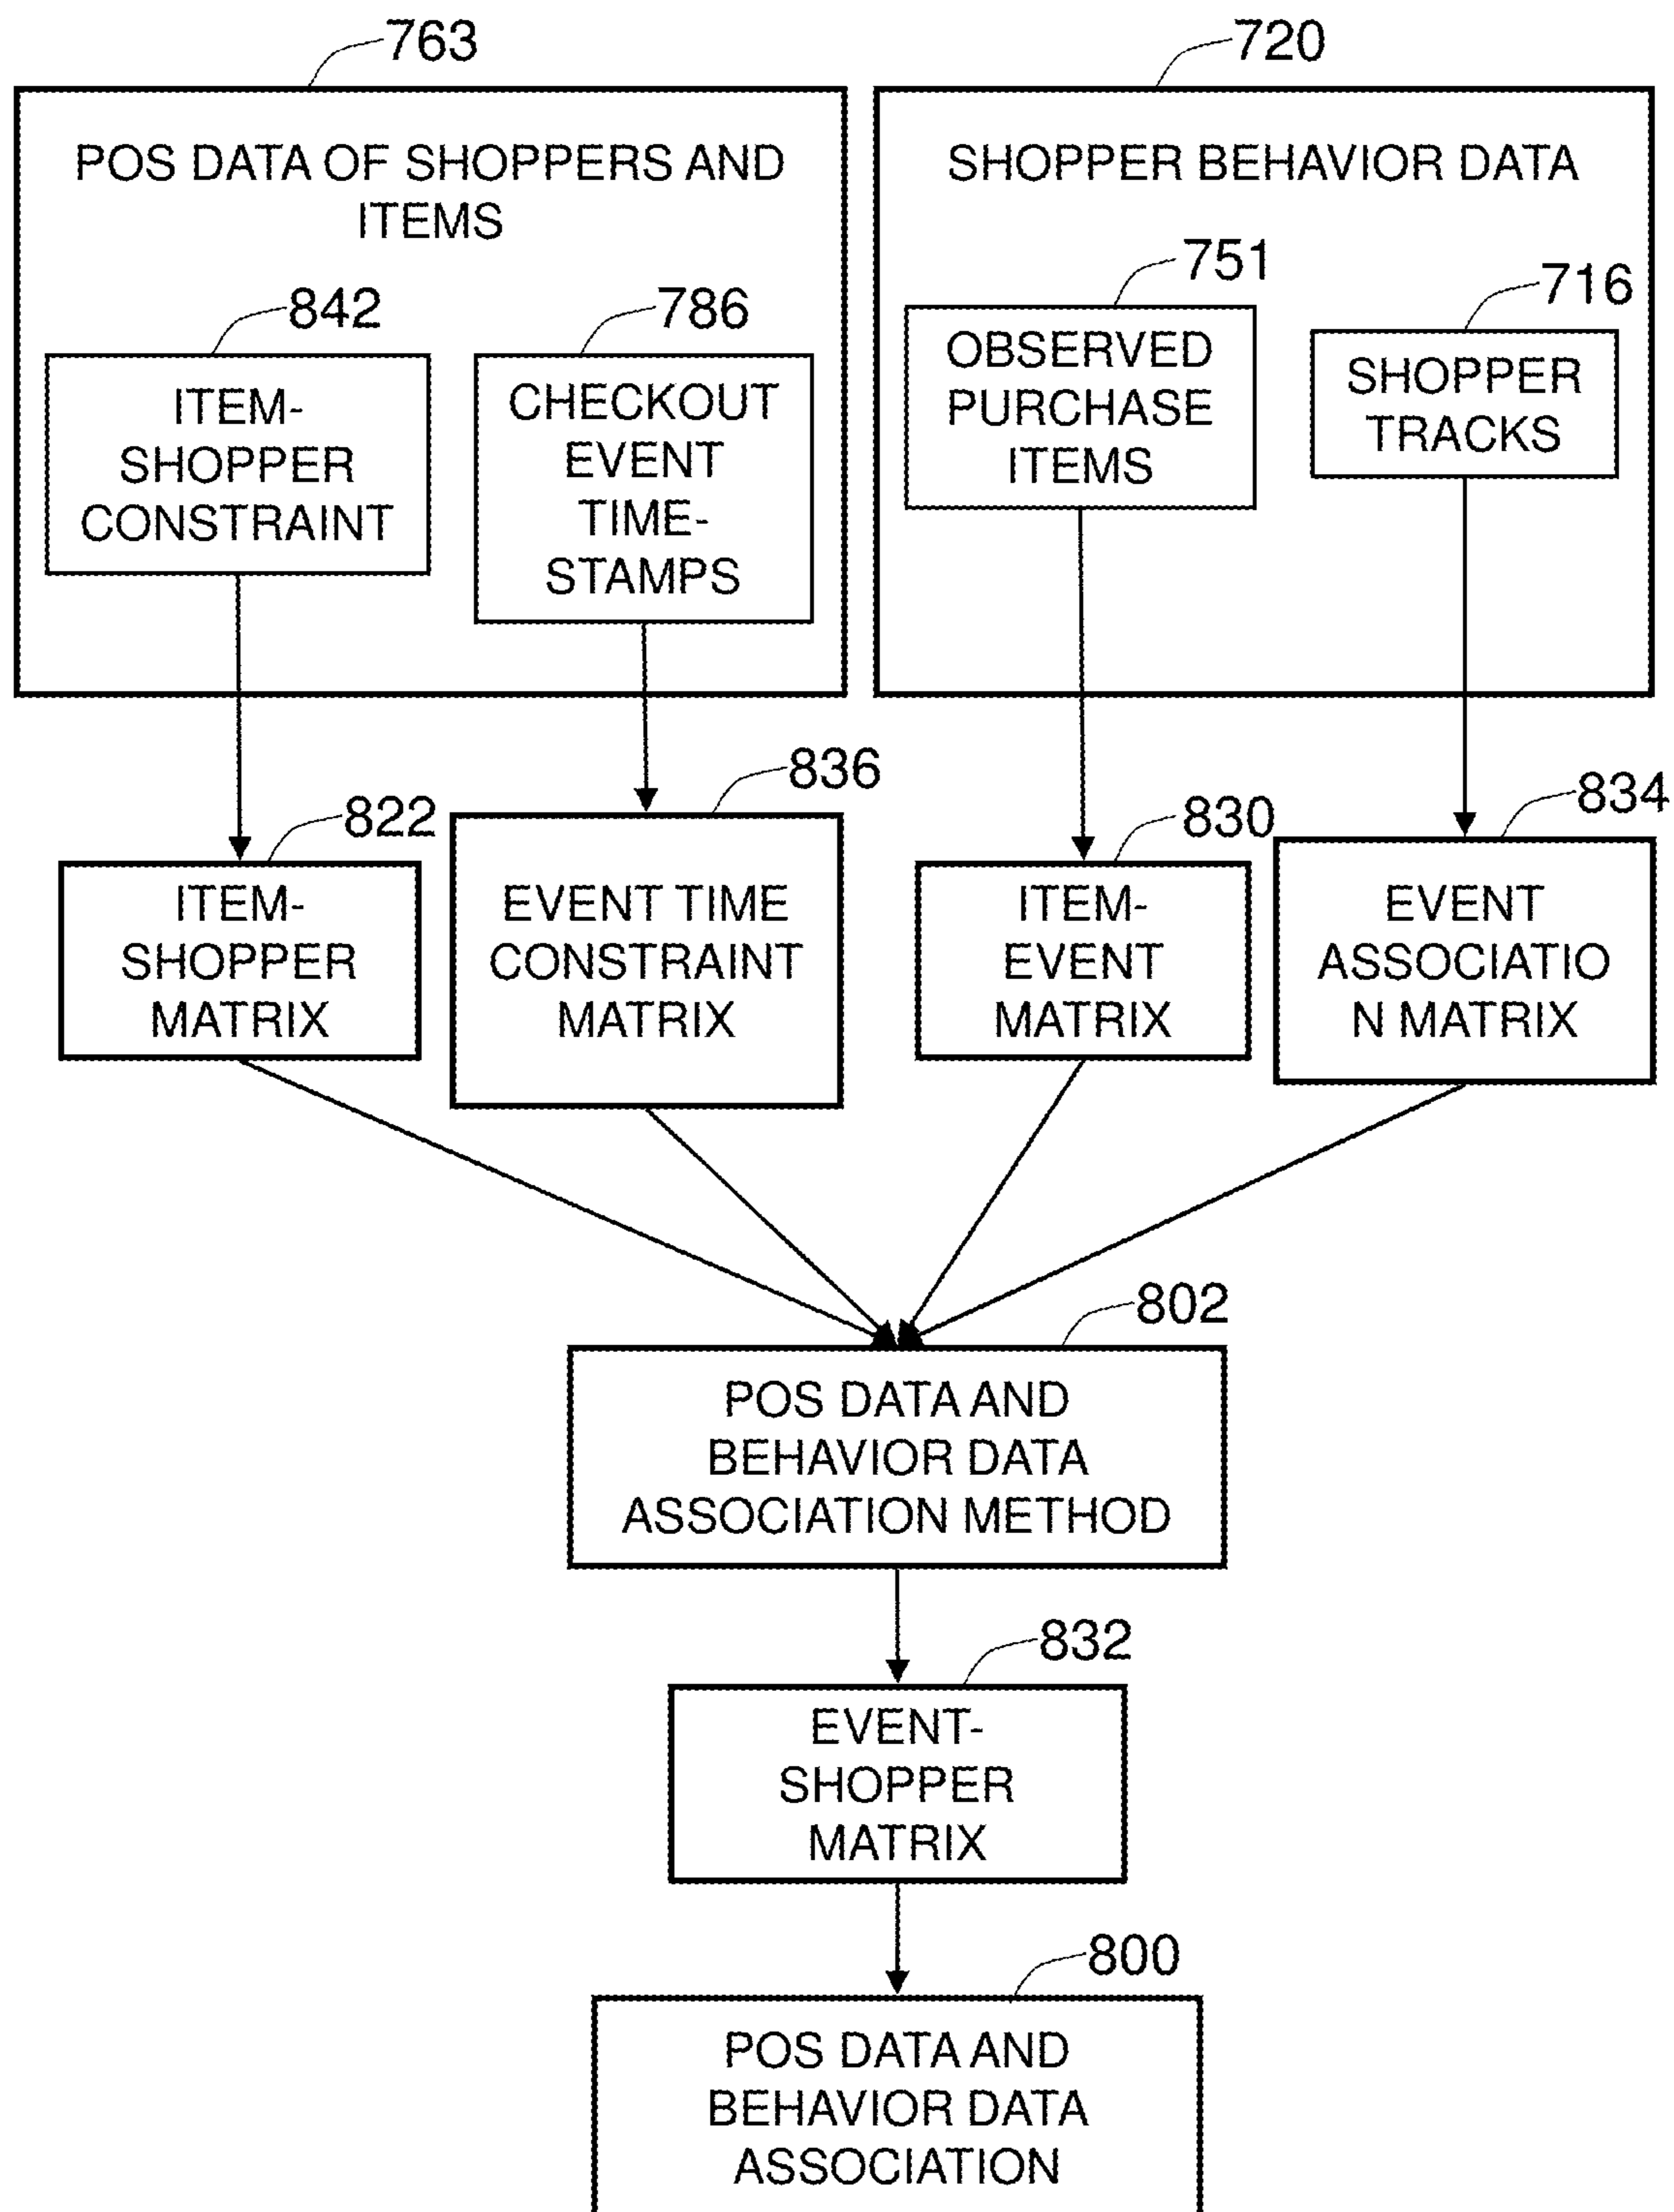 763
720
POS DATA OF SHOPPERS AND
ITEMS
SHOPPER BEHAVIOR DATA
842
786
751
716
ITEM-
SHOPPER
CONSTRAINT
CHECKOUT
EVENT
TIME-
STAMPS
OBSERVED
PURCHASE
ITEMS
SHOPPER
TRACKS
822
836
830
834
ITEM-
SHOPPER
MATRIX
EVENT TIME
CONSTRAINT
MATRIX
ITEM-
EVENT
MATRIX
EVENT
ASSOCIATIO
N MATRIX
802
POS DATA AND
BEHAVIOR DATA
ASSOCIATION METHOD
832
EVENT-
SHOPPER
MATRIX
800
POS DATA AND
BEHAVIOR DATA
ASSOCIATION